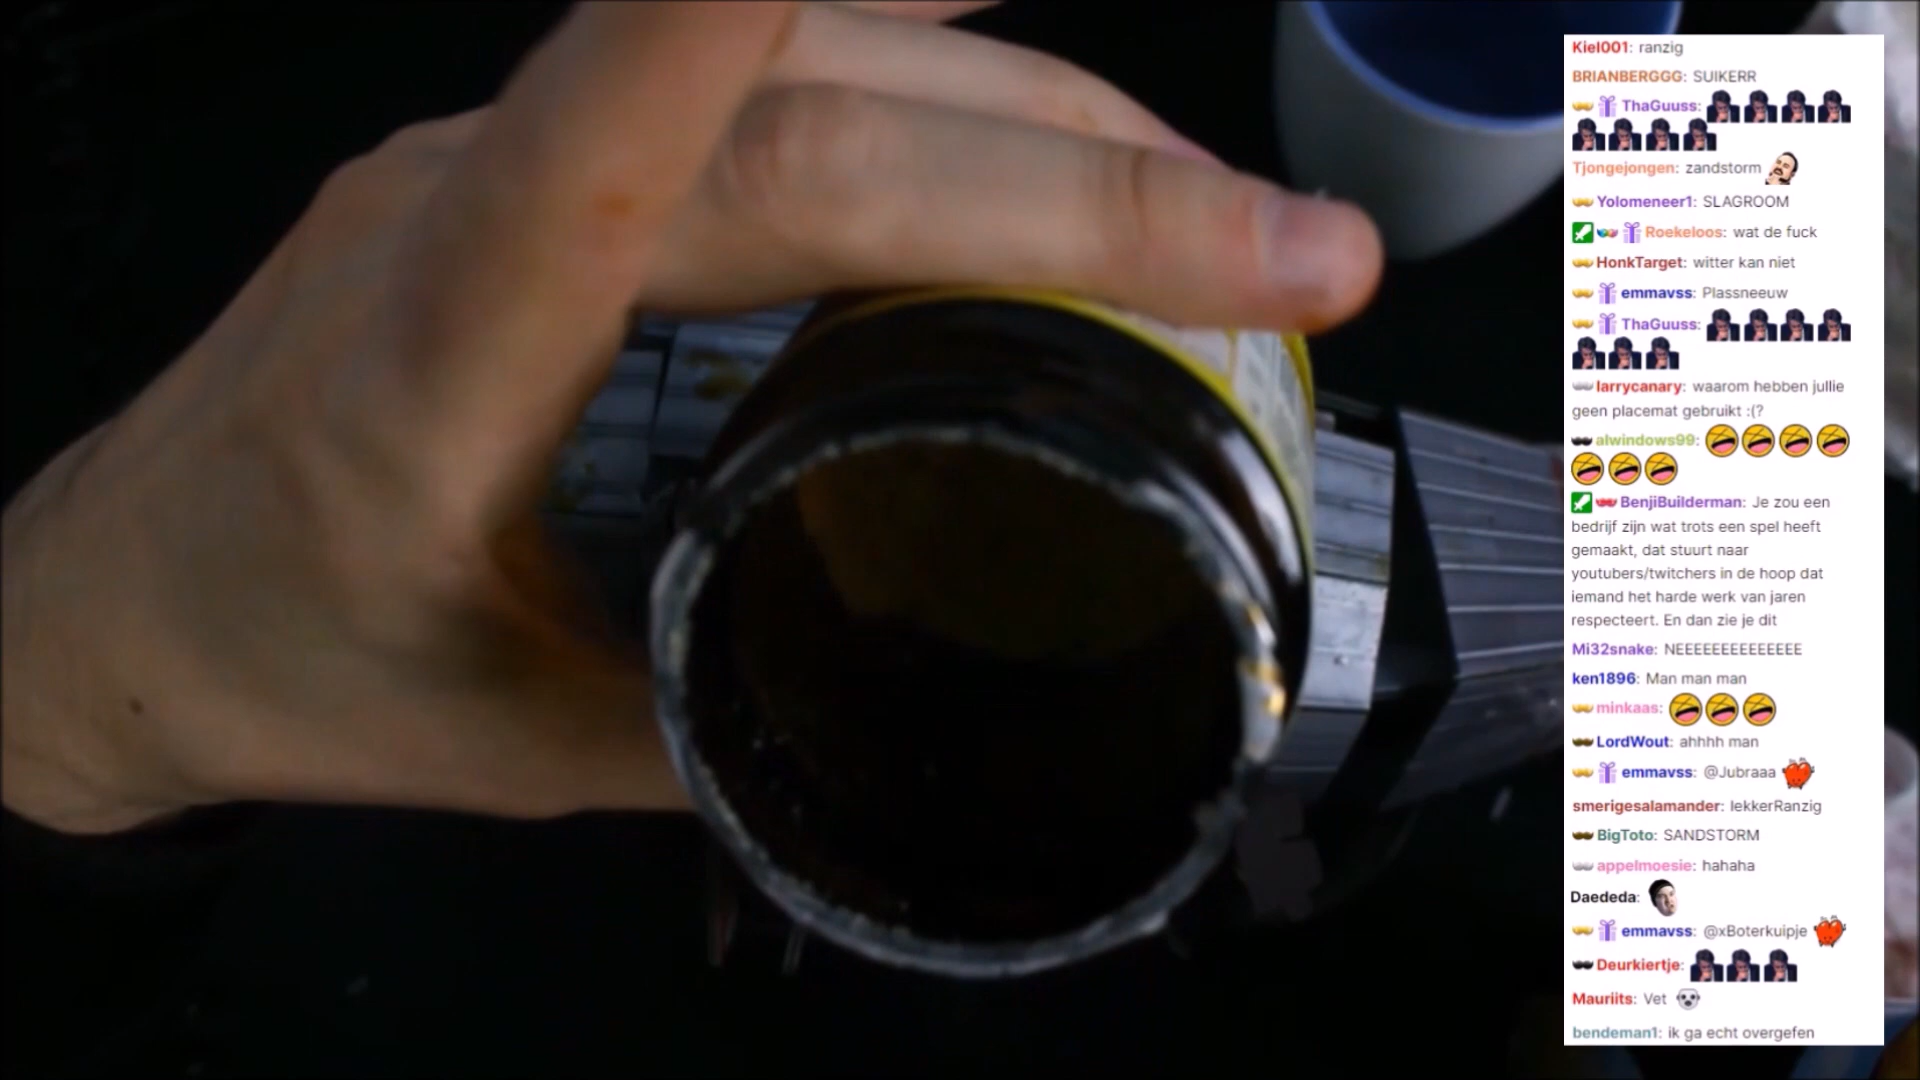 Kiel001: ranzig
BRIANBERGGG: SUIKERR
ThaGuuss:
Tjongejongen: zandstorm
Yolomeneer1: SLAGROOM
Roekeloos: wat de fuck
HonkTarget: witter kan niet
emmavss: Plassneeuw
ThaGuuss:
larrycanary: waarom hebben jullie
geen placemat gebruikt :(?
alwindows99:
BenjiBuilderman: Je zou een
bedrijf zijn wat trots een spel heeft
gemaakt, dat stuurt naar
youtubers/twitchers in de hoop dat
iemand het harde werk van jaren
respecteert. En dan zie je dit
Mi32snake: NEEEEEEEEEEEEEE
ken1896: Man man man
minkaas:
LordWout: ahhhh man
emmavss: @Jubraaa
smerigesalamander: lekkerRanzig
BigToto: SANDSTORM
appelmoesie: hahaha
Daededa:
emmavss: @xBoterkuipje
Deurkiertje:
Mauriits: Vet
bendeman1: ik ga echt overgefen